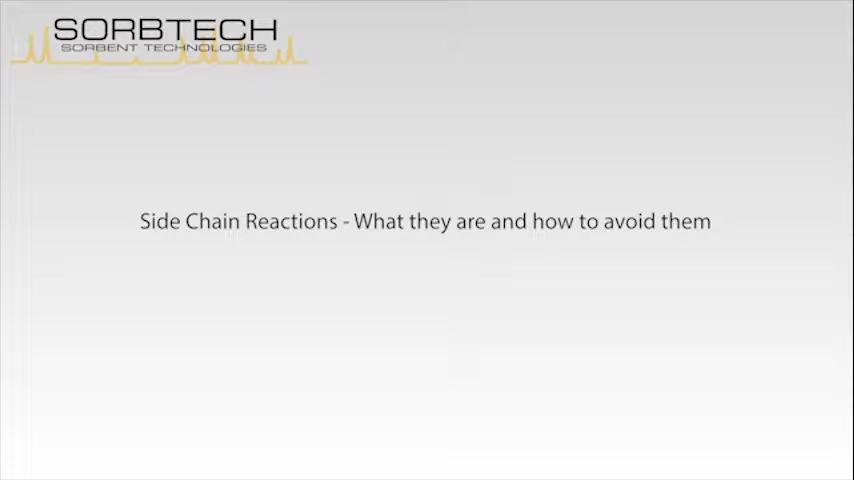 SORBTECH
SORBENT TECHNOLOGIES
Side Chain Reactions - What they are and how to avoid them